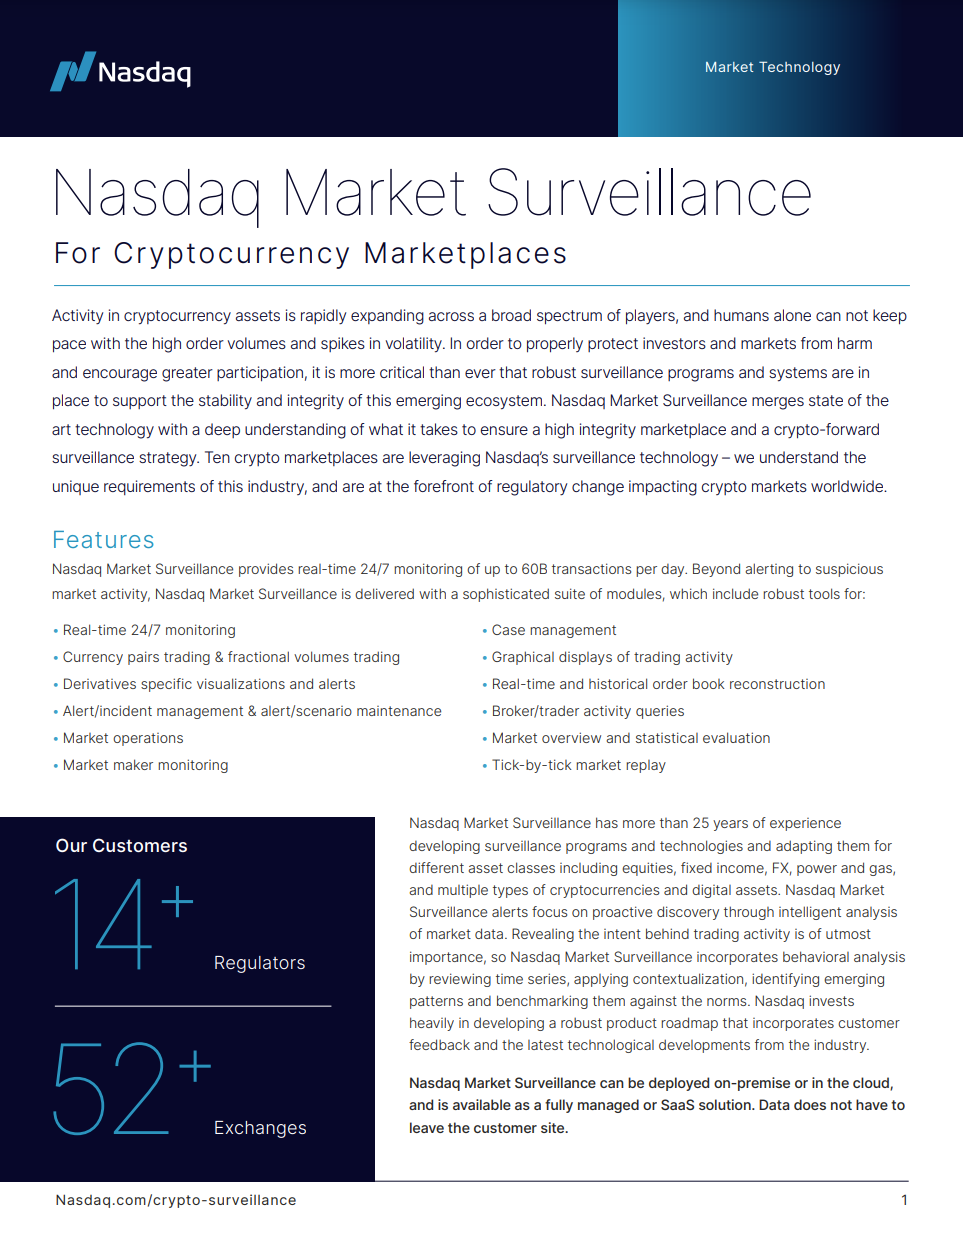 Nasdaq
Market Technology
Nasdaq Market Surveillance
For Cryptocurrency Marketplaces
Activity in cryptocurrency assets is rapidly expanding across a broad spectrum of players, and humans alone can not keep
pace with the high order volumes and spikes in volatility. In order to properly protect investors and markets from harm
and encourage greater participation, it is more critical than ever that robust surveillance programs and systems are in
place to support the stability and integrity of this emerging ecosystem. Nasdaq Market Surveillance merges state of the
art technology with a deep understanding of what it takes to ensure a high integrity marketplace and a crypto-forward
surveillance strategy. Ten crypto marketplaces are leveraging Nasdaq's surveillance technology – we understand the
unique requirements of this industry, and are at the forefront of regulatory change impacting crypto markets worldwide.
Features
Nasdaq Market Surveillance provides real-time 24/7 monitoring of up to 60B transactions per day. Beyond alerting to suspicious
market activity, Nasdaq Market Surveillance is delivered with a sophisticated suite of modules, which include robust tools for:
• Real-time 24/7 monitoring
• Currency pairs trading & fractional volumes trading
• Derivatives specific visualizations and alerts
• Alert/incident management & alert/scenario maintenance
• Market operations
• Market maker monitoring
• Case management
• Graphical displays of trading activity
• Real-time and historical order book reconstruction
• Broker/trader activity queries
• Market overview and statistical evaluation
• Tick-by-tick market replay
Our Customers
14+
Regulators
52+
Exchanges
Nasdaq Market Surveillance has more than 25 years of experience
developing surveillance programs and technologies and adapting them for
different asset classes including equities, fixed income, FX, power and gas,
and multiple types of cryptocurrencies and digital assets. Nasdaq Market
Surveillance alerts focus on proactive discovery through intelligent analysis
of market data. Revealing the intent behind trading activity is of utmost
importance, so Nasdaq Market Surveillance incorporates behavioral analysis
by reviewing time series, applying contextualization, identifying emerging
patterns and benchmarking them against the norms. Nasdaq invests
heavily in developing a robust product roadmap that incorporates customer
feedback and the latest technological developments from the industry.
Nasdaq Market Surveillance can be deployed on-premise or in the cloud,
and is available as a fully managed or SaaS solution. Data does not have to
leave the customer site.
Nasdaq.com/crypto-surveillance
1